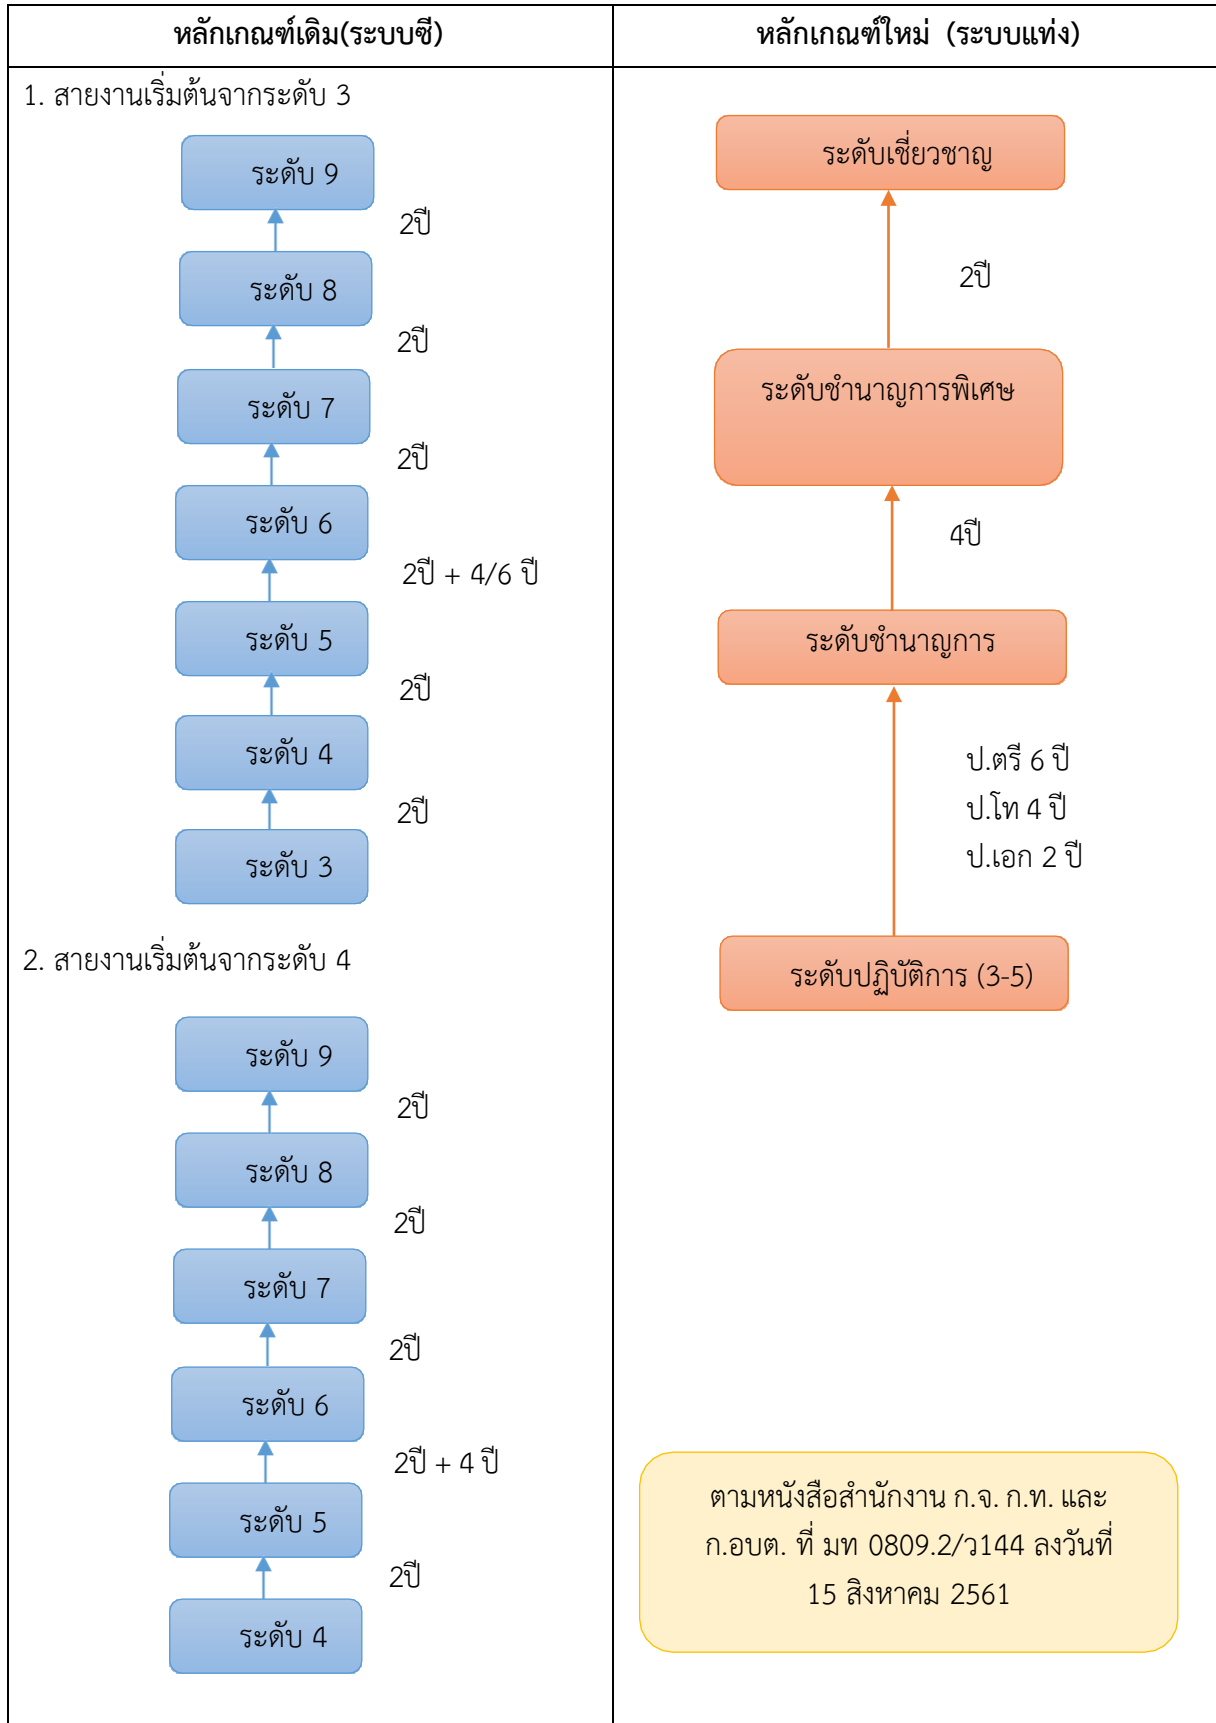 หลักเกณฑ์เดิม(ระบบซี)
1. สายงานเริ่มต้นจากระดับ 3
ระดับ 9
2ปี
ระดับ 8
2ปี
ระดับ 7
2ปี
ระดับ 6
2ปี + 4/6 ปี
ระดับ 5
2ปี
ระดับ 4
2ปี
ระดับ 3
2. สายงานเริ่มต้นจากระดับ 4
ระดับ 9
2ปี
ระดับ 8
2ปี
ระดับ 7
2ปี
ระดับ 6
2ปี + 4 ปี
ระดับ 5
2ปี
ระดับ 4
หลักเกณฑ์ใหม่ (ระบบแท่ง)
ระดับเชี่ยวชาญ
2ปี
ระดับชำนาญการพิเศษ
4ปี
ระดับชำนาญการ
ป.ตรี 6 ปี
ป.โท 4 ปี
ป.เอก 2 ปี
ระดับปฏิบัติการ (3-5)
ตามหนังสือสำนักงาน ก.จ. ก.ท. และ
ก.อบต. ที่ มท 0809.2/ว144 ลงวันที่
15 สิงหาคม 2561